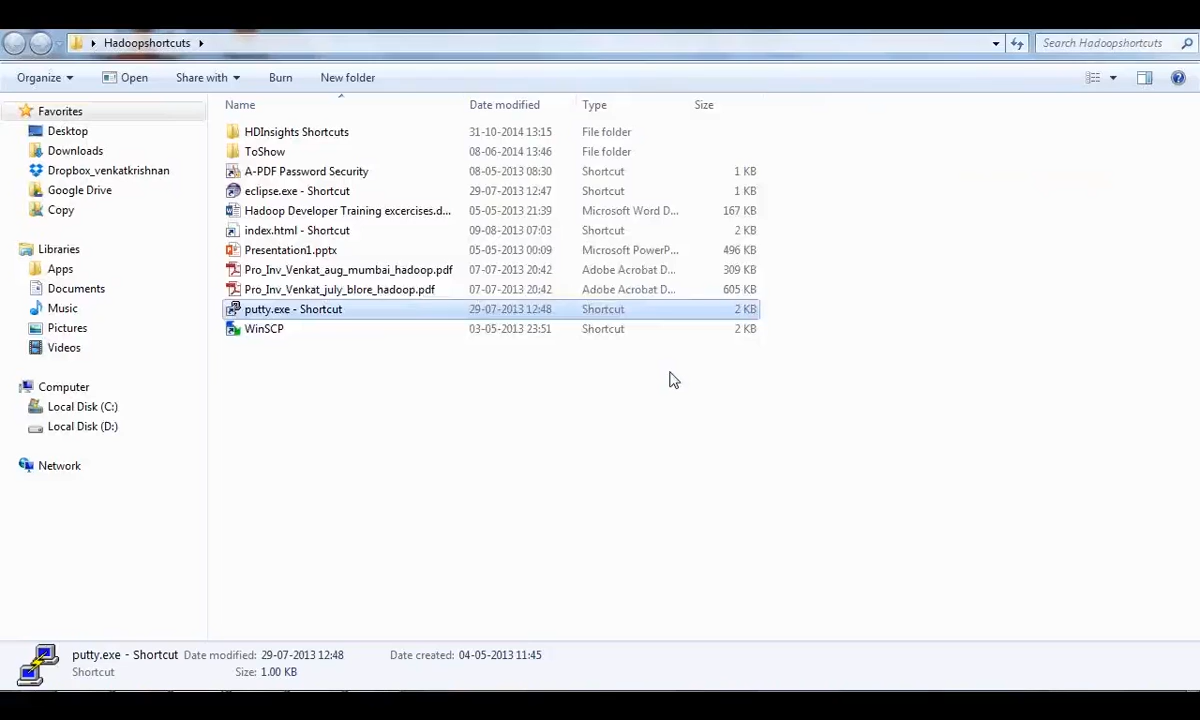 Hadoopshortcuts
Search Hadoopshortcuts
Organize Open Share with Burn New folder
Name Date modified Type Size
Favorites
Desktop
Downloads
Dropbox_venkatkrishnan
Google Drive
Copy
Libraries
Apps
Documents
Music
Pictures
Videos
Computer
Local Disk (C:)
Local Disk (D:)
Network
HDInsights Shortcuts 31-10-2014 13:15 File folder
ToShow 08-06-2014 13:46 File folder
A-PDF Password Security 08-05-2013 08:30 Shortcut 1 KB
eclipse.exe - Shortcut 29-07-2013 12:47 Shortcut 1 KB
Hadoop Developer Training excercises.d... 05-05-2013 21:39 Microsoft Word D... 167 KB
index.html - Shortcut 09-08-2013 07:03 Shortcut 2 KB
Presentation1.pptx 05-05-2013 00:09 Microsoft PowerP... 496 KB
Pro_Inv_Venkat_aug_mumbai_hadoop.pdf 07-07-2013 20:42 Adobe Acrobat D... 309 KB
Pro_Inv_Venkat_july_blore_hadoop.pdf 07-07-2013 20:42 Adobe Acrobat D... 605 KB
putty.exe - Shortcut 29-07-2013 12:48 Shortcut 2 KB
WinSCP 03-05-2013 23:51 Shortcut 2 KB
putty.exe - Shortcut Date modified: 29-07-2013 12:48 Date created: 04-05-2013 11:45
Shortcut Size: 1.00 KB